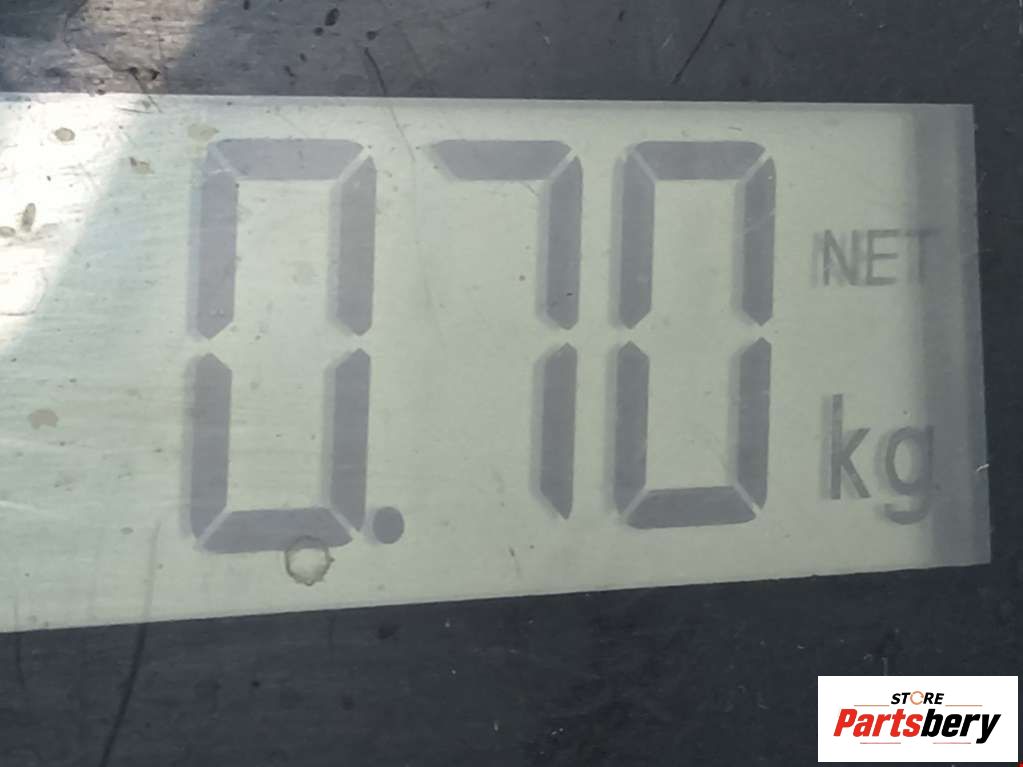 0.70 NET
kg
STORE
Partsbery